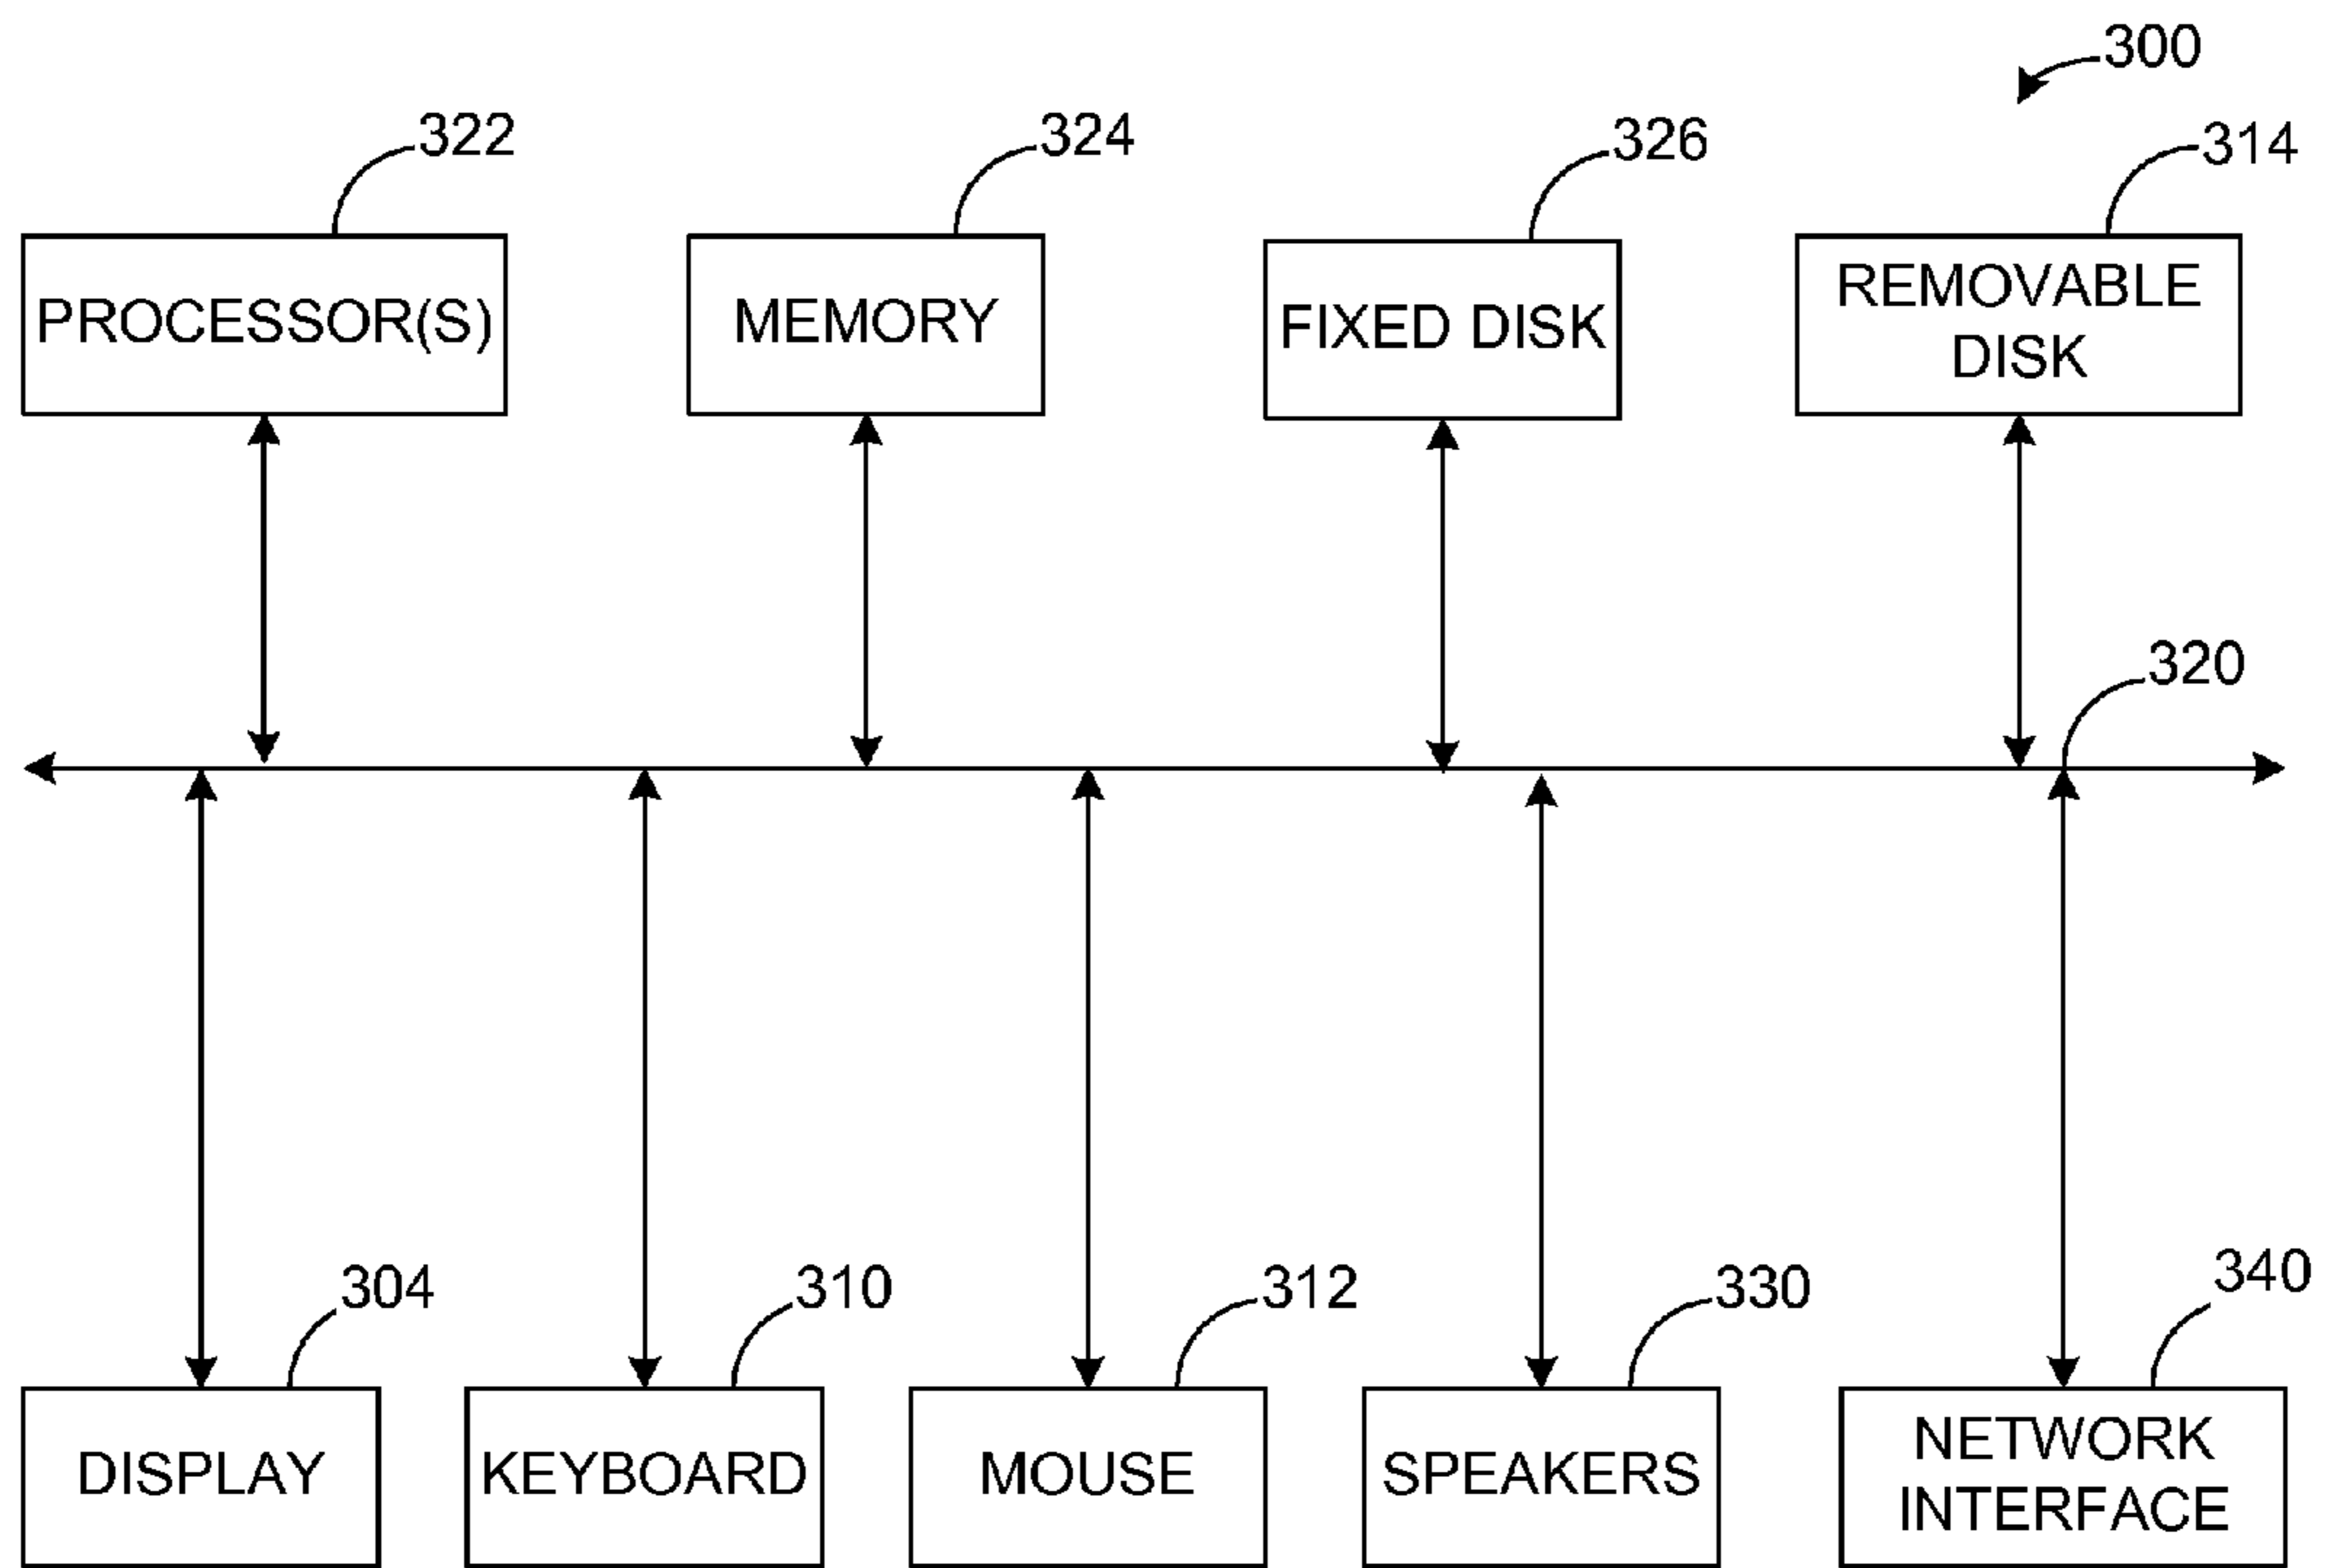 300
322
324
326
314
PROCESSOR(S)
MEMORY
FIXED DISK
REMOVABLE
DISK
320
304
310
312
330
340
DISPLAY
KEYBOARD
MOUSE
SPEAKERS
NETWORK
INTERFACE